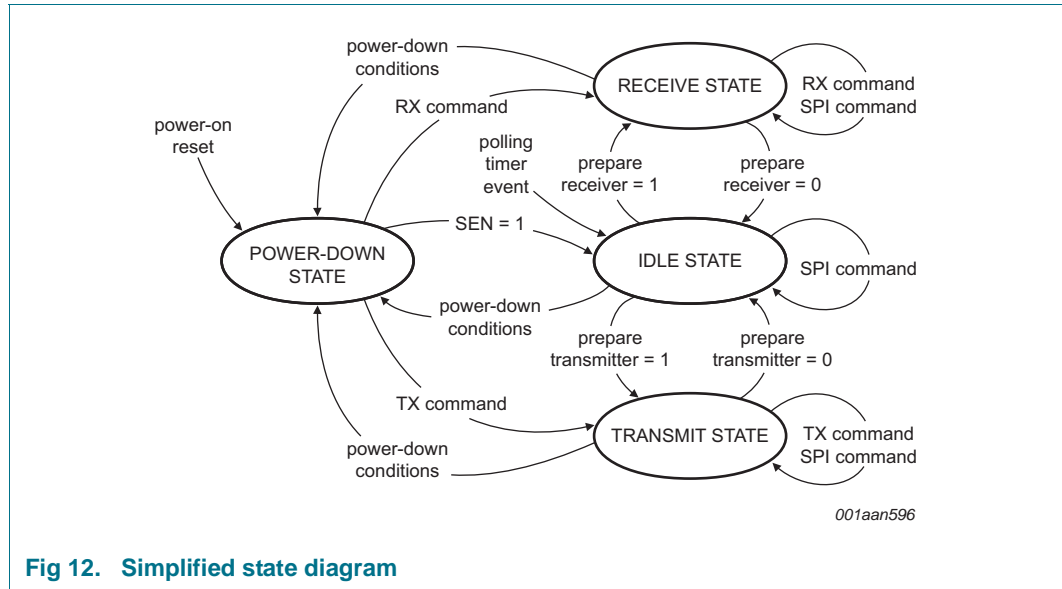 power-down
conditions
RECEIVE STATE
RX command
SPI command
RX command
power-on
reset
polling
timer
event
prepare
receiver = 1
prepare
receiver = 0
SEN = 1
POWER-DOWN
STATE
IDLE STATE
SPI command
power-down
conditions
prepare
transmitter = 1
prepare
transmitter = 0
TX command
TRANSMIT STATE
TX command
SPI command
power-down
conditions
001aan596
Fig 12. Simplified state diagram